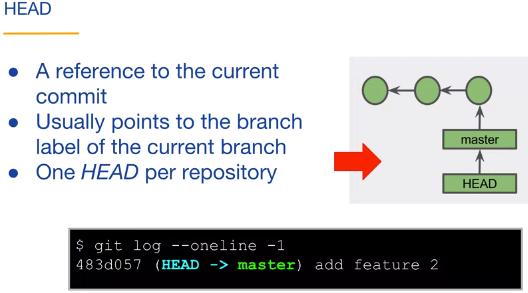 HEAD
● A reference to the current
commit
● Usually points to the branch
label of the current branch
● One HEAD per repository
master
HEAD
$ git log --oneline -1
483d057 (HEAD -> master) add feature 2